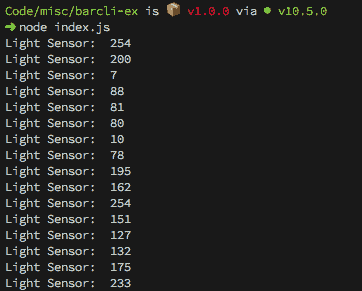 Code/misc/barcli-ex is 📦 v1.0.0 via ● v10.5.0
➜ node index.js
Light Sensor:  254
Light Sensor:  200
Light Sensor:  7
Light Sensor:  88
Light Sensor:  81
Light Sensor:  80
Light Sensor:  10
Light Sensor:  78
Light Sensor:  195
Light Sensor:  162
Light Sensor:  254
Light Sensor:  151
Light Sensor:  127
Light Sensor:  132
Light Sensor:  175
Light Sensor:  233